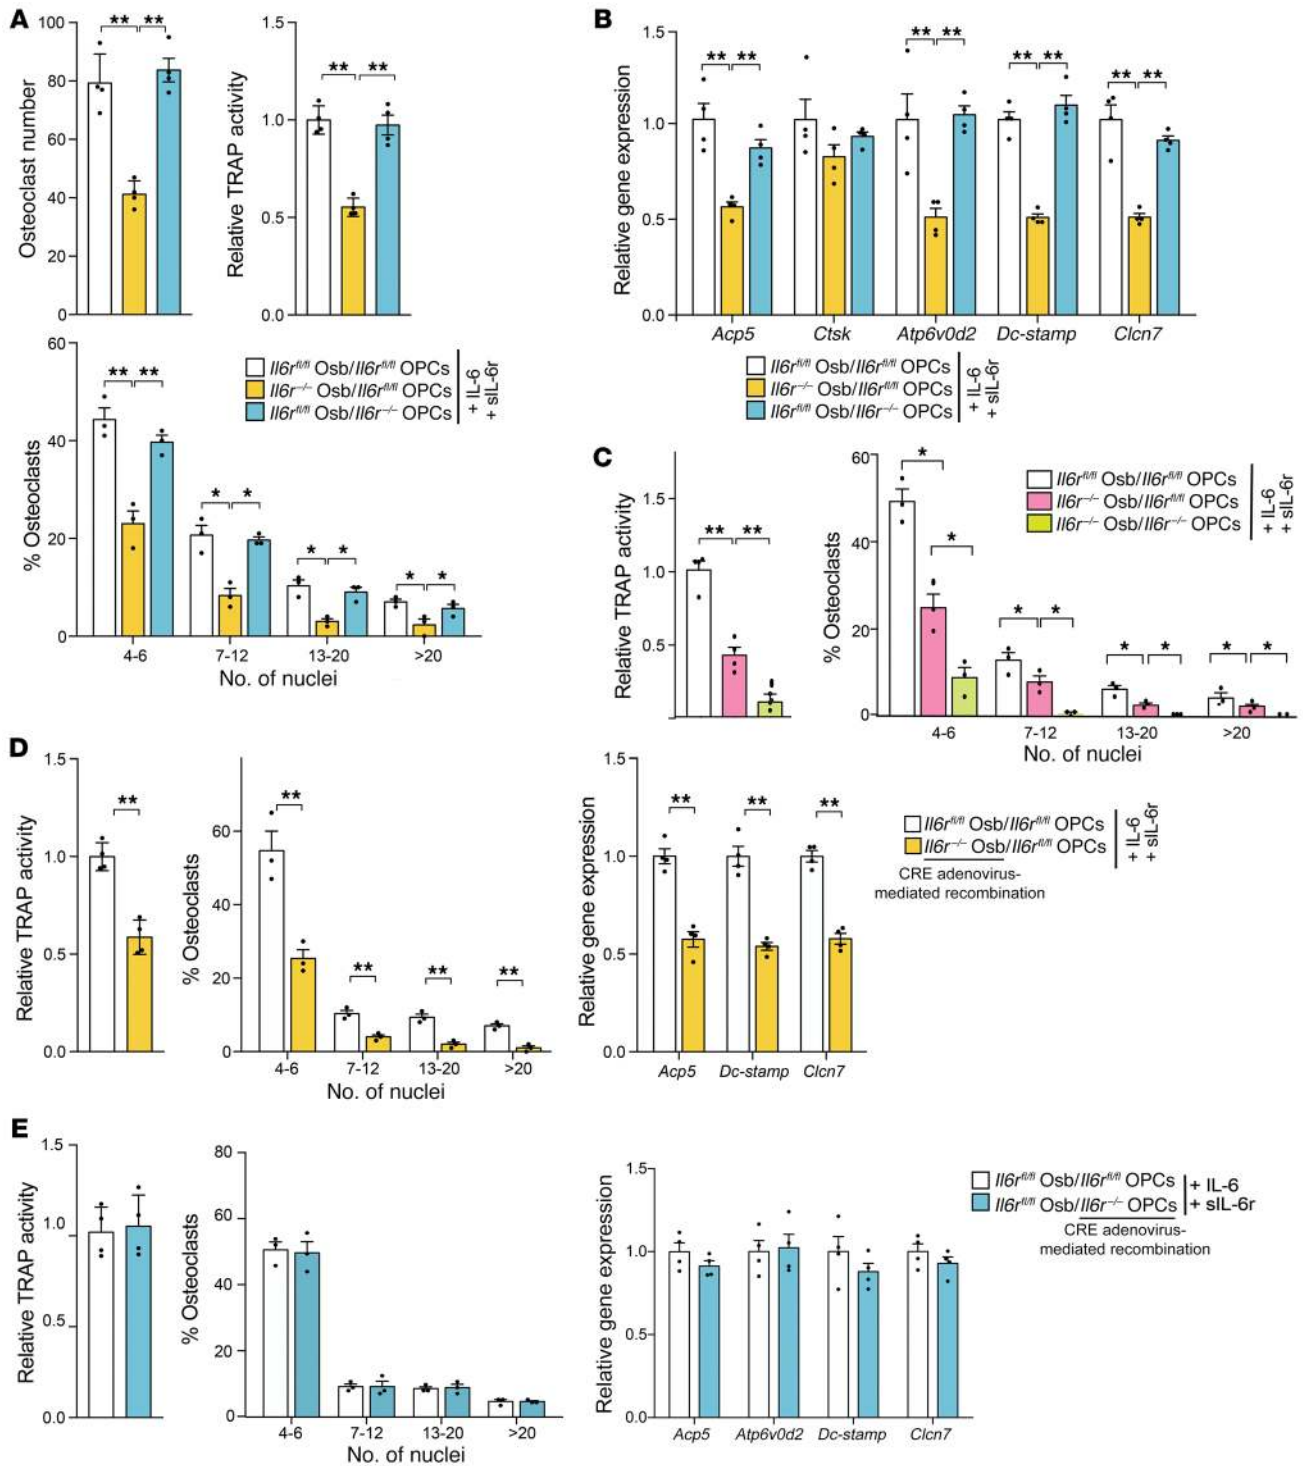 A
Osteoclast number
100
80
60
40
20
0
** **
Relative TRAP activity
1.5
1.0
0.5
0.0
** **
% Osteoclasts
60
40
20
0
** **
* *
* *
* *
4-6 7-12 13-20 >20
No. of nuclei
Il6rfl/fl Osb/Il6rfl/fl OPCs
Il6r–/– Osb/Il6rfl/fl OPCs
Il6rfl/fl Osb/Il6r–/– OPCs
+ IL-6
+ sIL-6r
B
Relative gene expression
1.5
1.0
0.5
0.0
** **
** **
** **
** **
Acp5 Ctsk Atp6v0d2 Dc-stamp Clcn7
Il6rfl/fl Osb/Il6rfl/fl OPCs
Il6r–/– Osb/Il6rfl/fl OPCs
Il6rfl/fl Osb/Il6r–/– OPCs
+ IL-6
+ sIL-6r
C
Relative TRAP activity
1.5
1.0
0.5
** **
% Osteoclasts
60
40
20
0
*
*
* *
* *
* *
4-6 7-12 13-20 >20
No. of nuclei
Il6rfl/fl Osb/Il6rfl/fl OPCs
Il6r–/– Osb/Il6rfl/fl OPCs
Il6r–/– Osb/Il6r–/– OPCs
+ IL-6
+ sIL-6r
D
Relative TRAP activity
1.5
1.0
0.5
0.0
**
% Osteoclasts
60
40
20
0
**
**
**
**
4-6 7-12 13-20 >20
No. of nuclei
Relative gene expression
1.5
1.0
0.5
0.0
**
**
**
Acp5 Dc-stamp Clcn7
Il6rfl/fl Osb/Il6rfl/fl OPCs
Il6r–/– Osb/Il6rfl/fl OPCs
+ IL-6
+ sIL-6r
CRE adenovirus-
mediated recombination
E
Relative TRAP activity
1.5
1.0
0.5
0.0
% Osteoclasts
80
60
40
20
0
4-6 7-12 13-20 >20
No. of nuclei
Relative gene expression
1.5
1.0
0.5
0.0
Acp5 Atp6v0d2 Dc-stamp Clcn7
Il6rfl/fl Osb/Il6rfl/fl OPCs
Il6rfl/fl Osb/Il6r–/– OPCs
+ IL-6
+ sIL-6r
CRE adenovirus-
mediated recombination